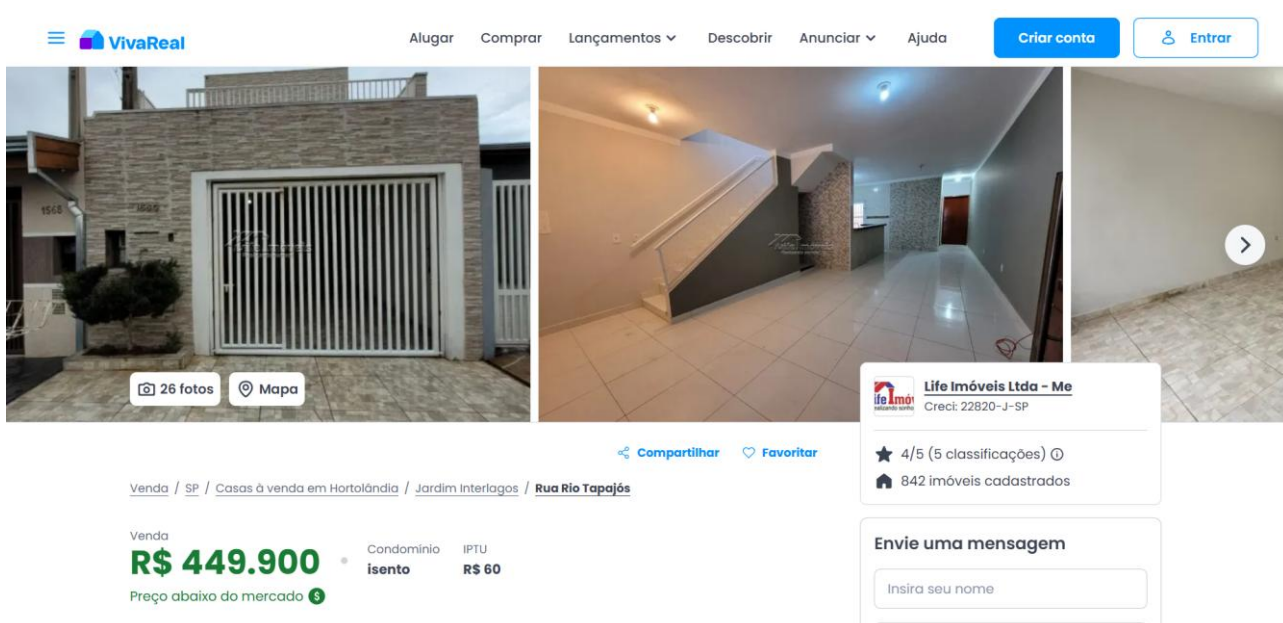 VivaReal
Alugar
Comprar
Lançamentos
Descobrir
Anunciar
Ajuda
Criar conta
Entrar
1565
26 fotos
Mapa
Life Imóveis Ltda - Me
Creci: 22820-J-SP
Compartilhar
Favoritar
4/5 (5 classificações)
842 imóveis cadastrados
Venda / SP / Casas à venda em Hortolândia / Jardim Interlagos / Rua Rio Tapajós
Venda
R$ 449.900
Preço abaixo do mercado
Condomínio
isento
IPTU
R$ 60
Envie uma mensagem
Insira seu nome